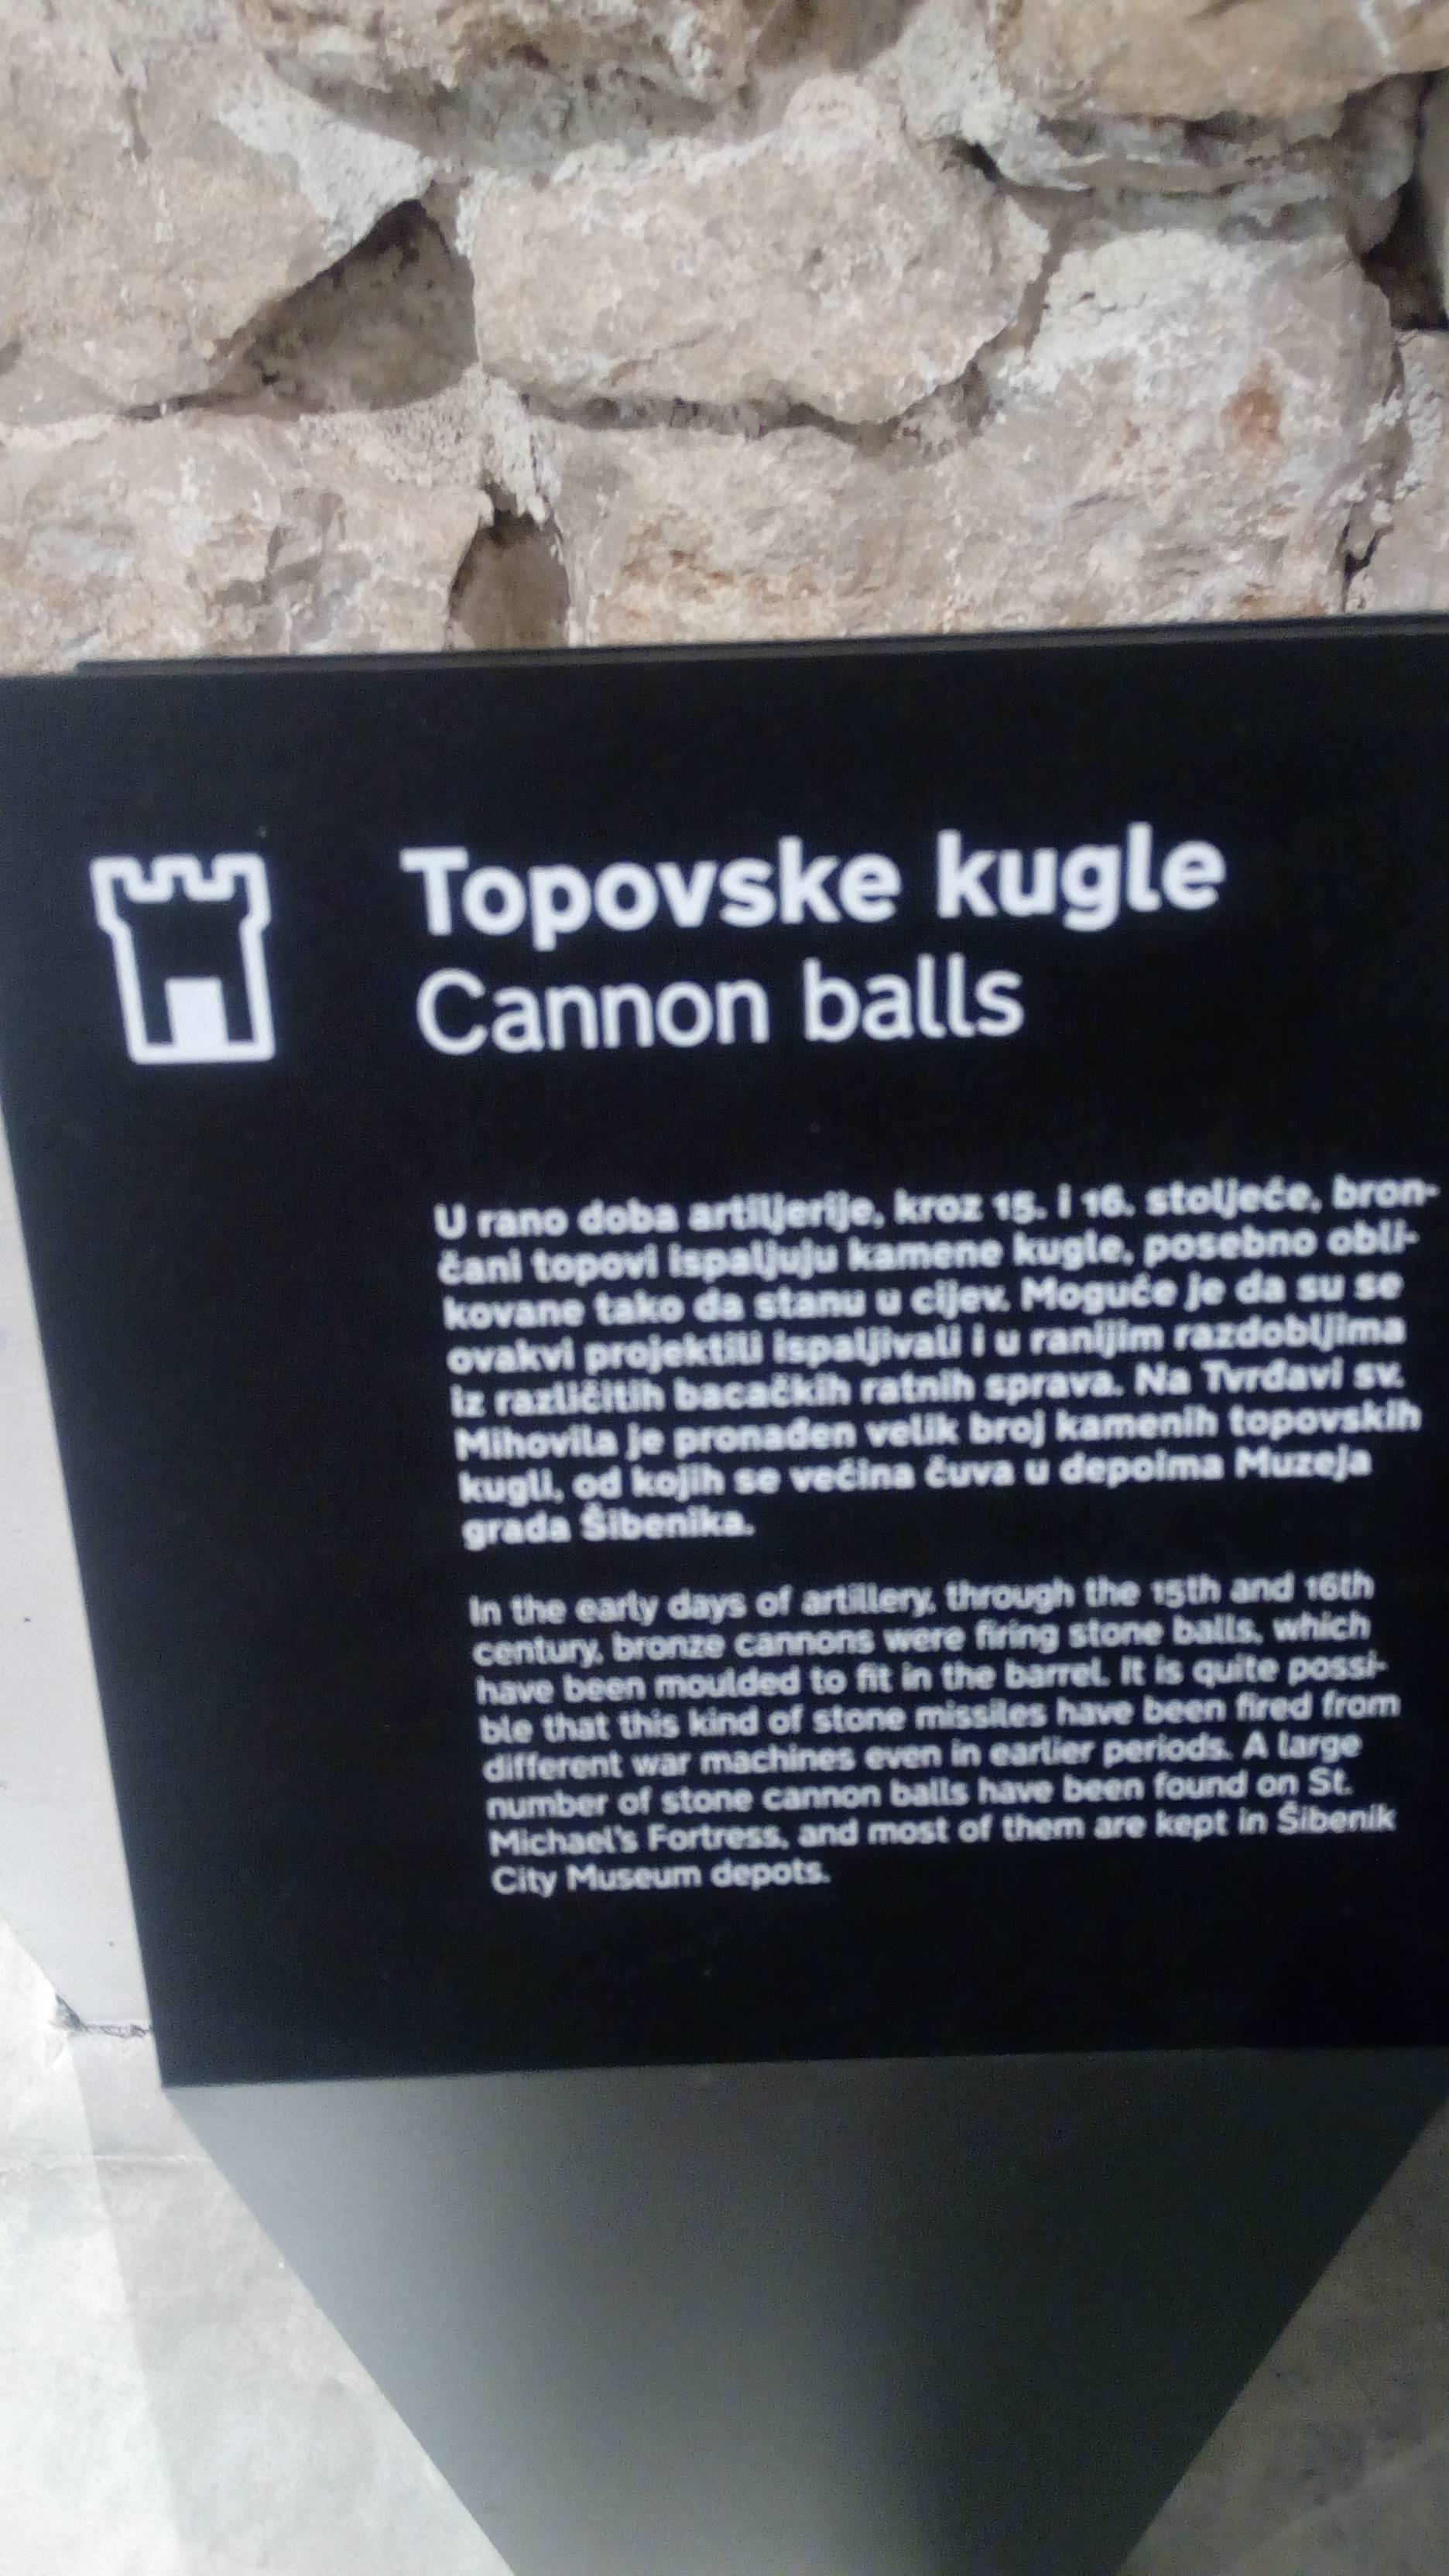 Topovske kugle
Cannon balls
U rano doba artiljerije, kroz 15. i 16. stoljeće, bron-
čani topovi ispaljuju kamene kugle, posebno obli-
kovane tako da stanu u cijev. Moguće je da su se
ovakvi projektili ispaljivali i u ranijim razdobljima
iz različitih bacačkih ratnih sprava. Na Tvrđavi sv.
Mihovila je pronađen velik broj kamenih topovskih
kugli, od kojih se većina čuva u depoima Muzeja
grada Šibenika.
In the early days of artillery, through the 15th and 16th
century, bronze cannons were firing stone balls, which
have been moulded to fit in the barrel. It is quite possi-
ble that this kind of stone missiles have been fired from
different war machines even in earlier periods. A large
number of stone cannon balls have been found on St.
Michael's Fortress, and most of them are kept in Šibenik
City Museum depots.